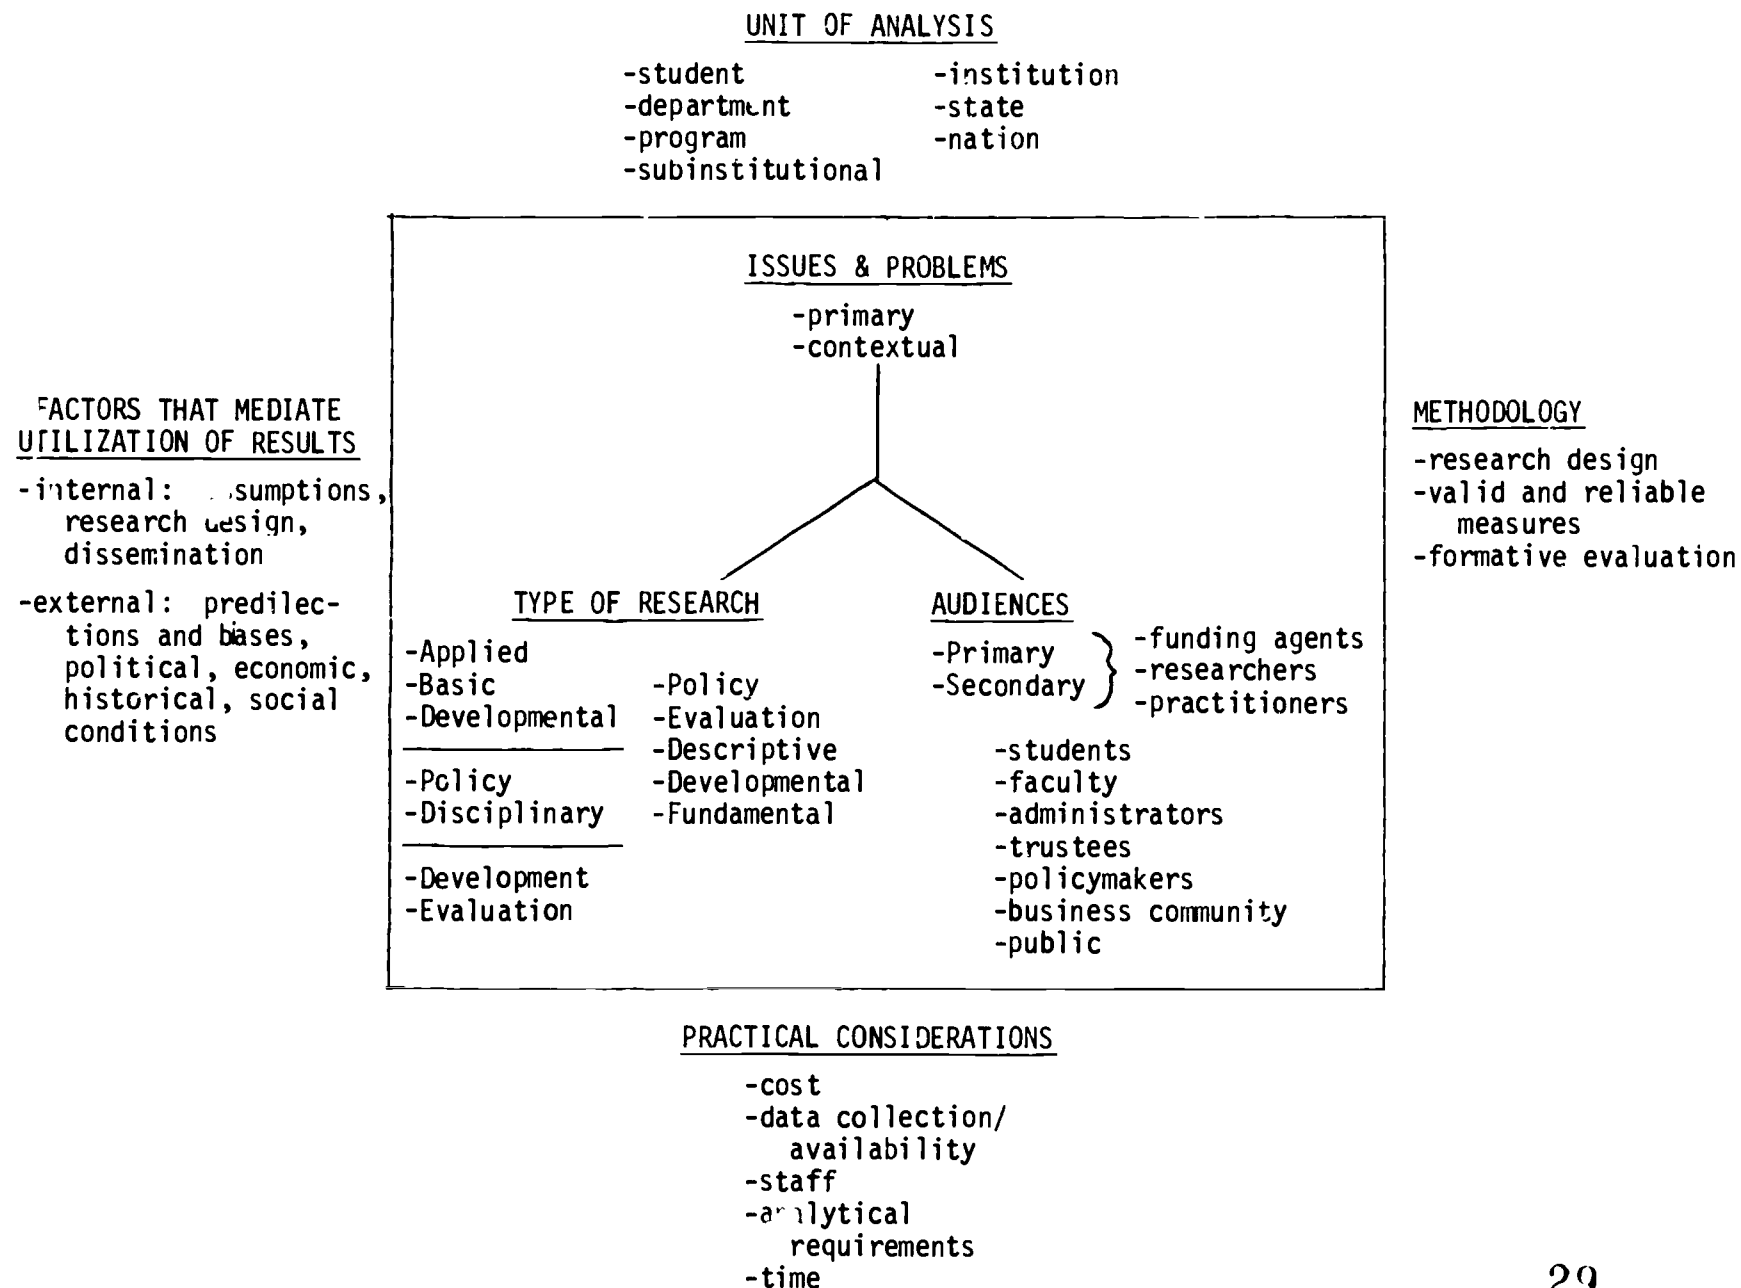 UNIT OF ANALYSIS
-student -institution
-department -state
-program -nation
-subinstitutional
ISSUES & PROBLEMS
-primary
-contextual
FACTORS THAT MEDIATE
UTILIZATION OF RESULTS
-internal: sumptions,
research design,
dissemination
-external: predilec-
tions and biases,
political, economic,
historical, social
conditions
METHODOLOGY
-research design
-valid and reliable
measures
-formative evaluation
TYPE OF RESEARCH
-Applied
-Basic
-Developmental
-Policy
-Disciplinary
-Development
-Evaluation
-Policy
-Evaluation
-Descriptive
-Developmental
-Fundamental
AUDIENCES
-Primary
-Secondary
-funding agents
-researchers
-practitioners
-students
-faculty
-administrators
-trustees
-policymakers
-business community
-public
PRACTICAL CONSIDERATIONS
-cost
-data collection/
availability
-staff
-analytical
requirements
-time
29